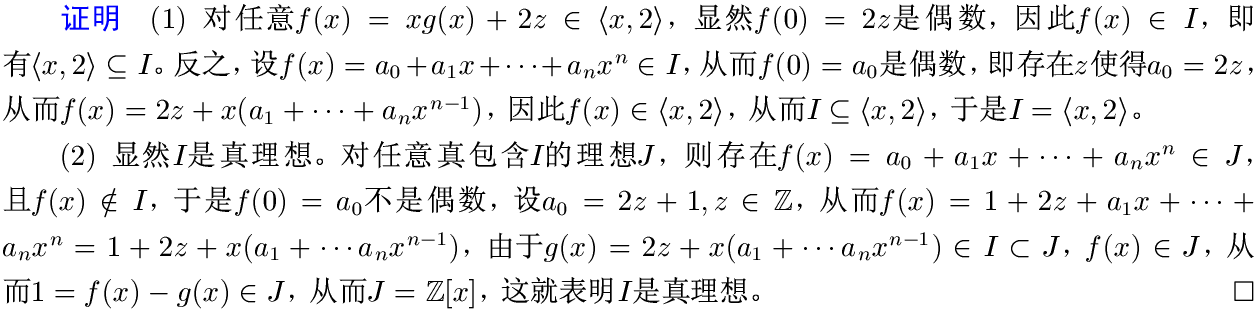 证明 (1) 对任意f(x) = xg(x) + 2z ∈ ⟨x, 2⟩，显然f(0) = 2z是偶数，因此f(x) ∈ I，即
有⟨x, 2⟩ ⊆ I。反之，设f(x) = a₀ + a₁x + ⋯ + aₙxⁿ ∈ I，从而f(0) = a₀是偶数，即存在z使得a₀ = 2z，
从而f(x) = 2z + x(a₁ + ⋯ + aₙxⁿ⁻¹)，因此f(x) ∈ ⟨x, 2⟩，从而I ⊆ ⟨x, 2⟩，于是I = ⟨x, 2⟩。
(2) 显然I是真理想。对任意真包含I的理想J，则存在f(x) = a₀ + a₁x + ⋯ + aₙxⁿ ∈ J，
且f(x) ∉ I，于是f(0) = a₀不是偶数，设a₀ = 2z + 1, z ∈ ℤ，从而f(x) = 1 + 2z + a₁x + ⋯ +
aₙxⁿ = 1 + 2z + x(a₁ + ⋯ aₙxⁿ⁻¹)，由于g(x) = 2z + x(a₁ + ⋯ aₙxⁿ⁻¹) ∈ I ⊂ J，f(x) ∈ J，从
而1 = f(x) − g(x) ∈ J，从而J = ℤ[x]，这就表明I是真理想。 □